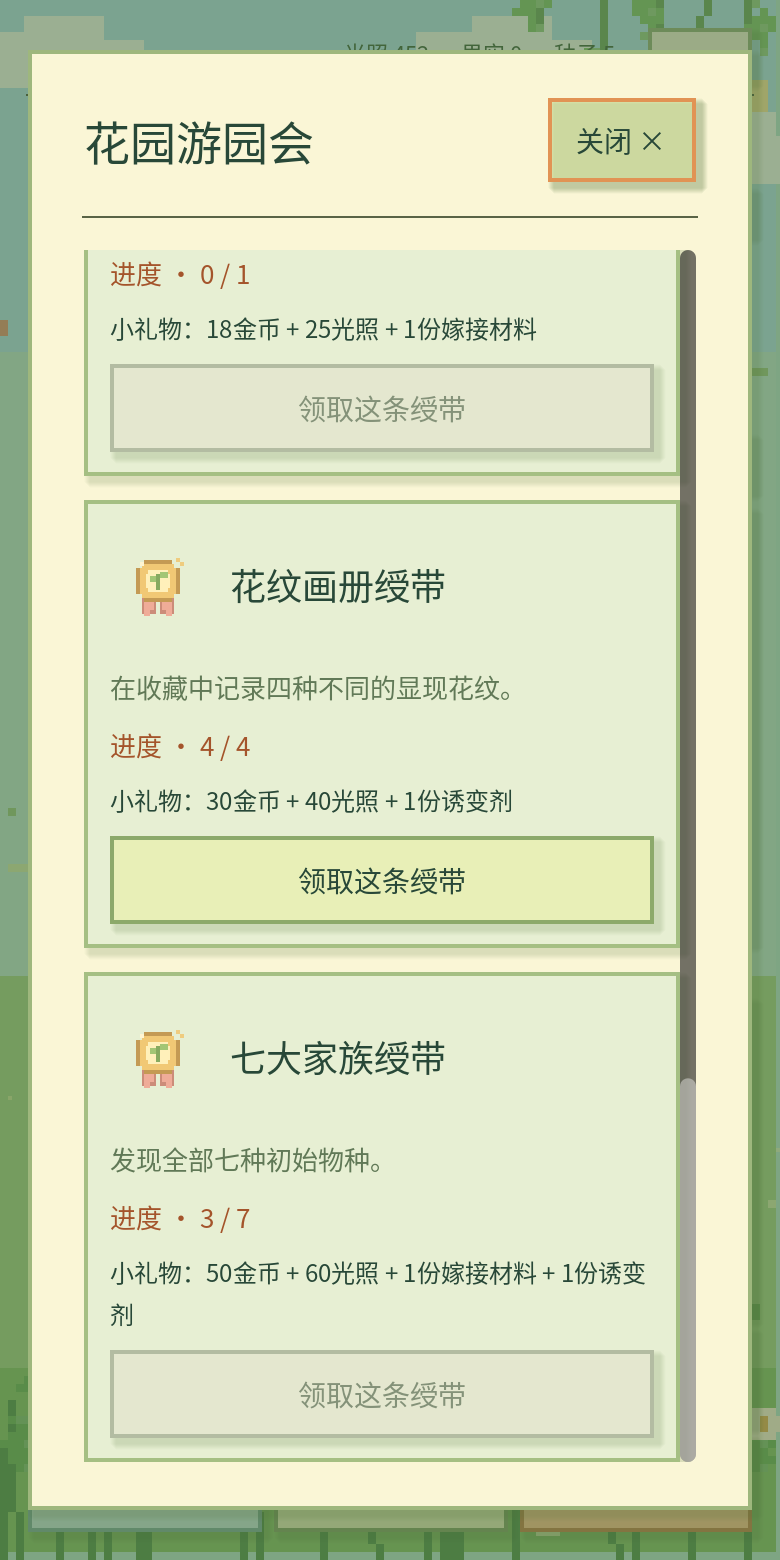 花园游园会
关闭 ×
进度 · 0 / 1
小礼物：18金币 + 25光照 + 1份嫁接材料
领取这条绶带
花纹画册绶带
在收藏中记录四种不同的显现花纹。
进度 · 4 / 4
小礼物：30金币 + 40光照 + 1份诱变剂
领取这条绶带
七大家族绶带
发现全部七种初始物种。
进度 · 3 / 7
小礼物：50金币 + 60光照 + 1份嫁接材料 + 1份诱变
剂
领取这条绶带